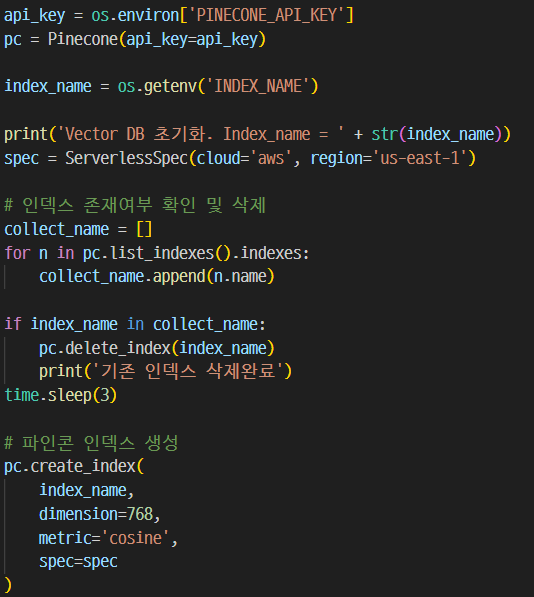 api_key = os.environ['PINECONE_API_KEY']
pc = Pinecone(api_key=api_key)

index_name = os.getenv('INDEX_NAME')

print('Vector DB 초기화. Index_name = ' + str(index_name))
spec = ServerlessSpec(cloud='aws', region='us-east-1')

# 인덱스 존재여부 확인 및 삭제
collect_name = []
for n in pc.list_indexes().indexes:
    collect_name.append(n.name)

if index_name in collect_name:
    pc.delete_index(index_name)
    print('기존 인덱스 삭제완료')
time.sleep(3)

# 파인콘 인덱스 생성
pc.create_index(
    index_name,
    dimension=768,
    metric='cosine',
    spec=spec
)